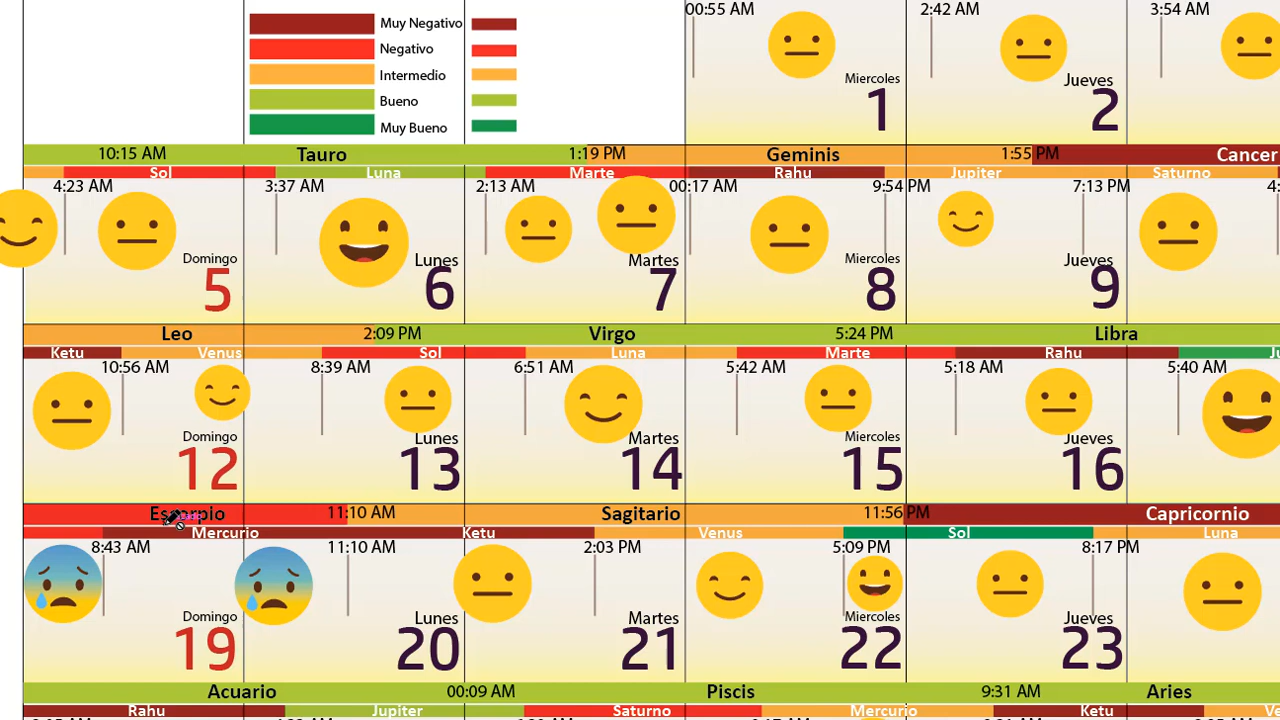 Muy Negativo
Negativo
Intermedio
Bueno
Muy Bueno
00:55 AM 2:42 AM 3:54 AM
Miercoles Jueves
1 2
10:15 AM Tauro 1:19 PM Geminis 1:55 PM Cancer
Sol Luna Marte Rahu Jupiter Saturno
4:23 AM 3:37 AM 2:13 AM 00:17 AM 9:54 PM 7:13 PM 4:
Domingo Lunes Martes Miercoles Jueves
5 6 7 8 9
Leo 2:09 PM Virgo 5:24 PM Libra
Ketu Venus Sol Luna Marte Rahu
10:56 AM 8:39 AM 6:51 AM 5:42 AM 5:18 AM 5:40 AM
Domingo Lunes Martes Miercoles Jueves
12 13 14 15 16
Escorpio 11:10 AM Sagitario 11:56 PM Capricornio
Mercurio Ketu Venus Sol Luna
8:43 AM 11:10 AM 2:03 PM 5:09 PM 8:17 PM
Domingo Lunes Martes Miercoles Jueves
19 20 21 22 23
Acuario 00:09 AM Piscis 9:31 AM Aries
Rahu Jupiter Saturno Mercurio Ketu